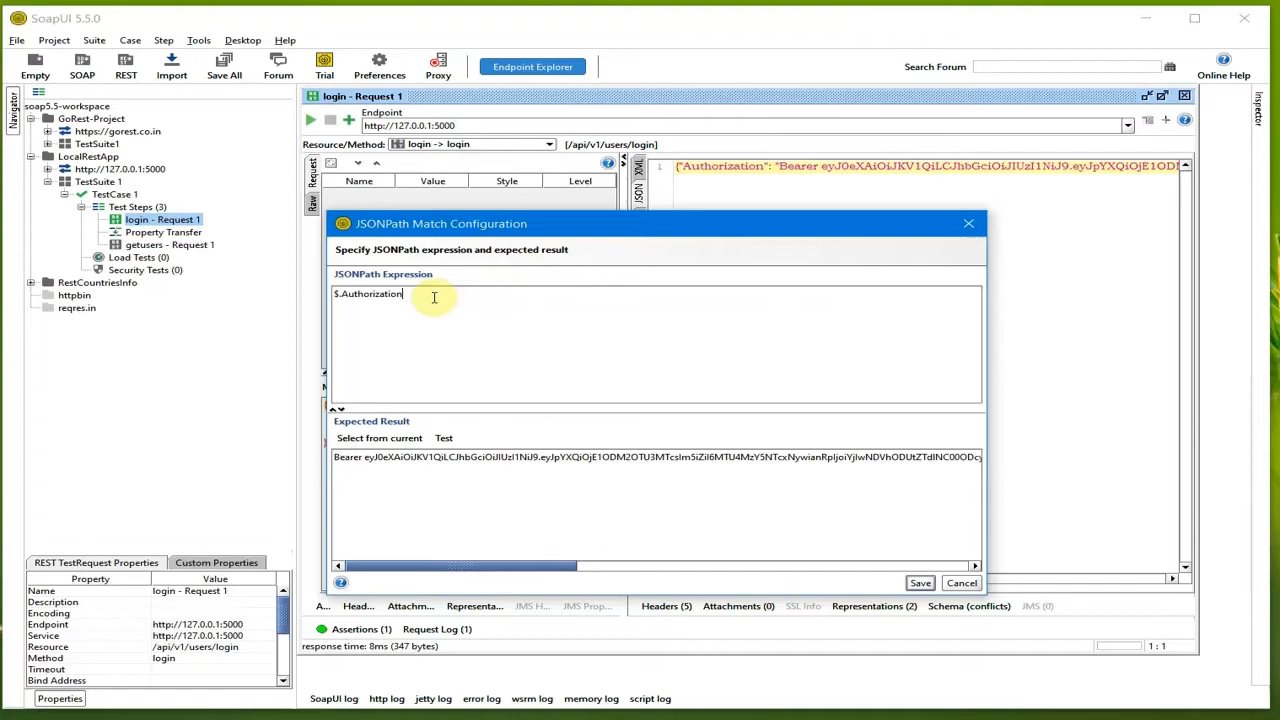 SoapUI 5.5.0
File Project Suite Case Step Tools Desktop Help
Empty SOAP REST Import Save All Forum Trial Preferences Proxy Endpoint Explorer Search Forum Online Help
Navigator
soap5.5-workspace
GoRest-Project
https://gorest.co.in
TestSuite1
LocalRestApp
http://127.0.0.1:5000
TestSuite 1
TestCase 1
Test Steps (3)
login - Request 1
Property Transfer
getusers - Request 1
Load Tests (0)
Security Tests (0)
RestCountriesInfo
httpbin
reqres.in
login - Request 1
Endpoint
http://127.0.0.1:5000
Resource/Method: login -> login [/api/v1/users/login]
Request
Raw
Name Value Style Level
XML
JSON
1 {"Authorization": "Bearer eyJ0eXAiOiJKV1QiLCJhbGciOiJIUzI1NiJ9.eyJpYXQiOjE1ODM
Inspector
JSONPath Match Configuration
Specify JSONPath expression and expected result
JSONPath Expression
$.Authorization
Expected Result
Select from current Test
Save Cancel
A... Head... Attachm... Representa... JMS H... JMS Prop...
Headers (5) Attachments (0) SSL Info Representations (2) Schema (conflicts) JMS (0)
Assertions (1) Request Log (1)
response time: 8ms (347 bytes) 1 : 1
REST TestRequest Properties Custom Properties
Property Value
Name login - Request 1
Description
Encoding
Endpoint http://127.0.0.1:5000
Service http://127.0.0.1:5000
Resource /api/v1/users/login
Method login
Timeout
Bind Address
Properties
SoapUI log http log jetty log error log wsrm log memory log script log